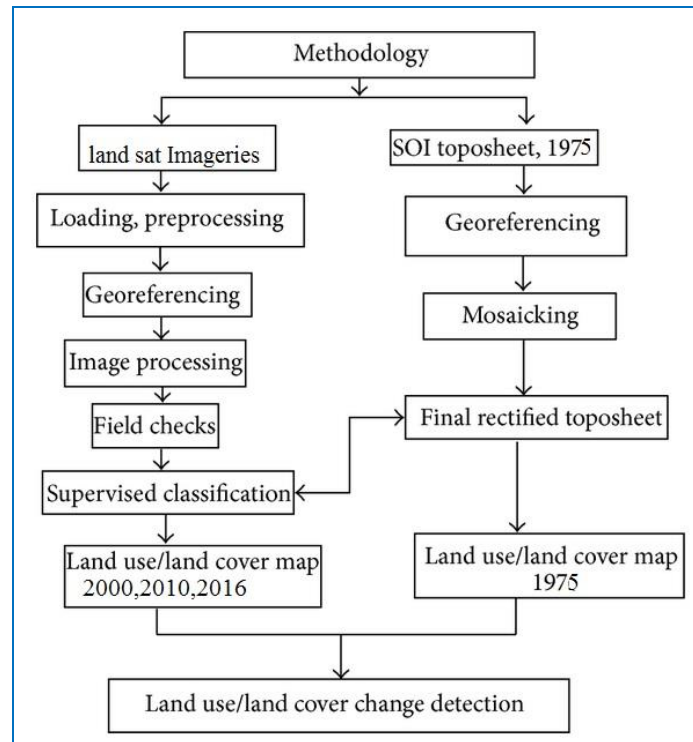 Methodology
land sat Imageries
Loading, preprocessing
Georeferencing
Image processing
Field checks
Supervised classification
Land use/land cover map
2000,2010,2016
SOI toposheet, 1975
Georeferencing
Mosaicking
Final rectified toposheet
Land use/land cover map
1975
Land use/land cover change detection